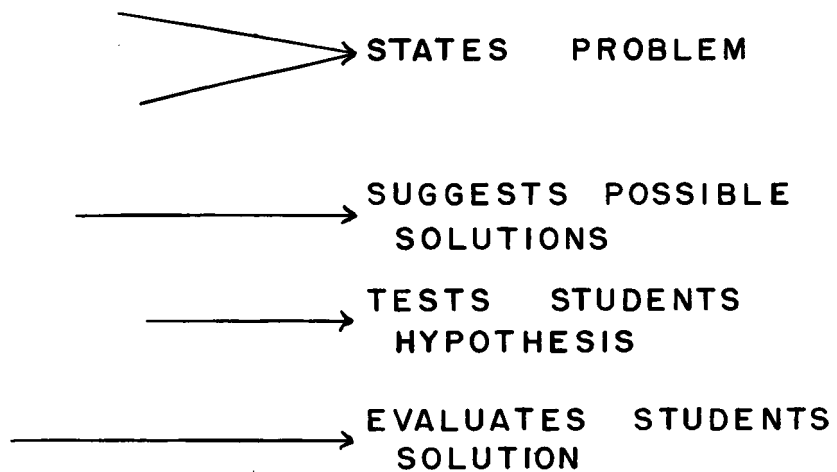 STATES PROBLEM
SUGGESTS POSSIBLE
SOLUTIONS
TESTS STUDENTS
HYPOTHESIS
EVALUATES STUDENTS
SOLUTION